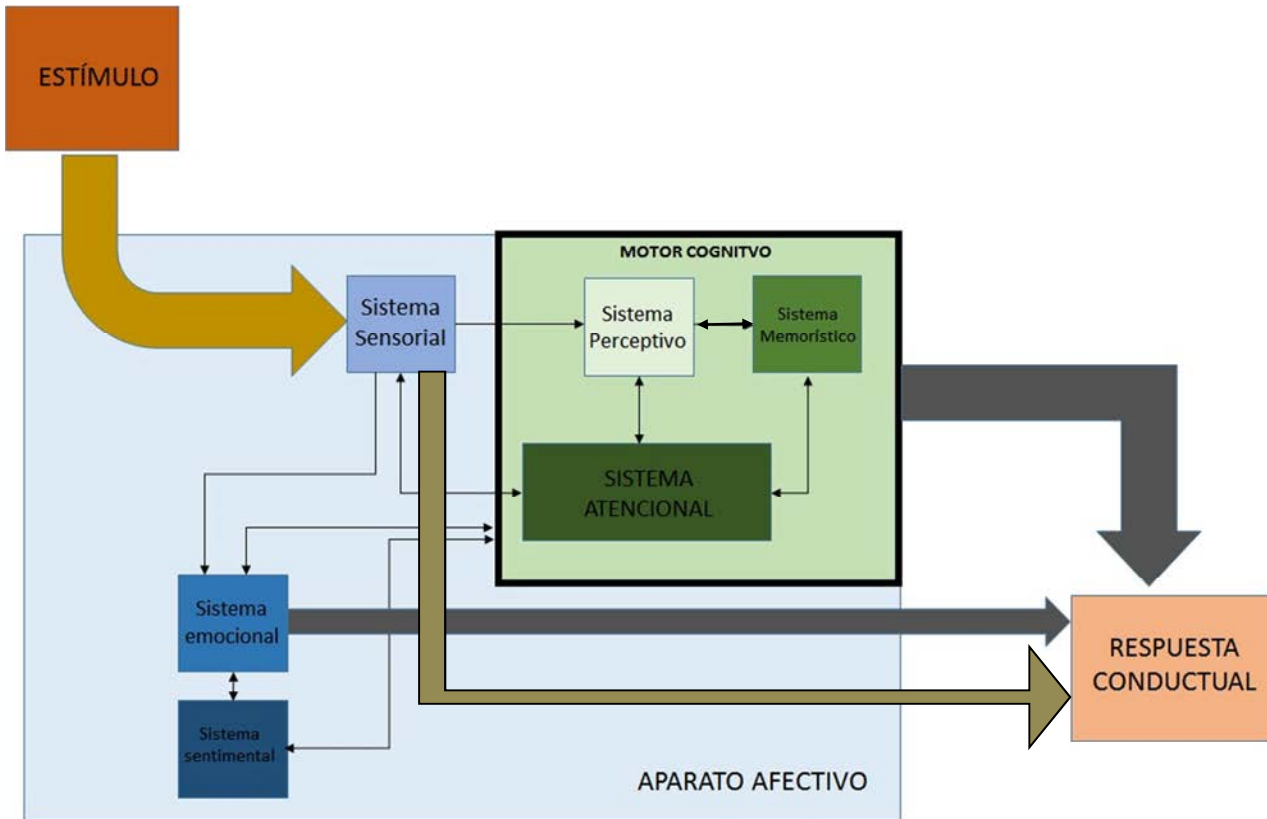 ESTÍMULO
MOTOR COGNITVO
Sistema
Sensorial
Sistema
Perceptivo
Sistema
Memorístico
SISTEMA
ATENCIONAL
Sistema
emocional
Sistema
sentimental
RESPUESTA
CONDUCTUAL
APARATO AFECTIVO